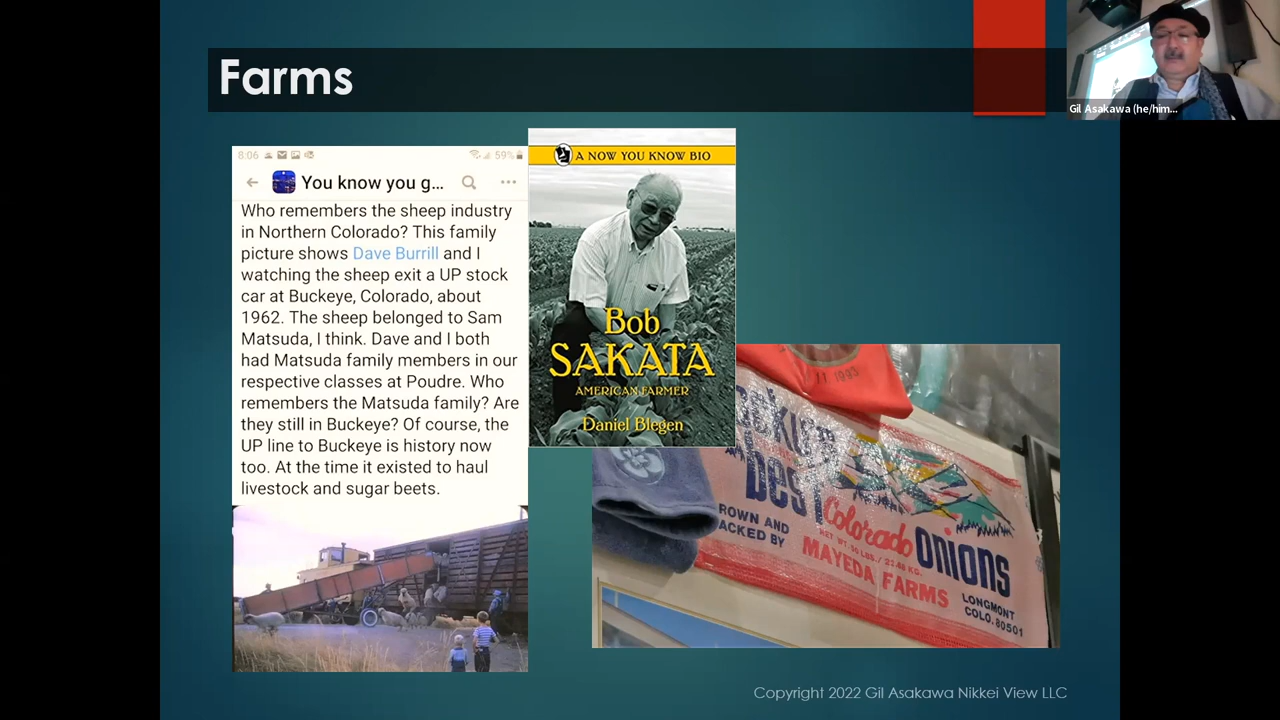 Farms
Gil Asakawa (he/him...
8:06
59%
You know you g...
Who remembers the sheep industry
in Northern Colorado? This family
picture shows Dave Burrill and I
watching the sheep exit a UP stock
car at Buckeye, Colorado, about
1962. The sheep belonged to Sam
Matsuda, I think. Dave and I both
had Matsuda family members in our
respective classes at Poudre. Who
remembers the Matsuda family? Are
they still in Buckeye? Of course, the
UP line to Buckeye is history now
too. At the time it existed to haul
livestock and sugar beets.
A NOW YOU KNOW BIO
Bob
SAKATA
AMERICAN FARMER
Daniel Blegen
11 1993
best
Colorado
ONIONS
ROWN AND
ACKED BY
NET WT. 50 LBS./22.68 KG.
MAYEDA FARMS
LONGMONT
COLO. 80501
Copyright 2022 Gil Asakawa Nikkei View LLC